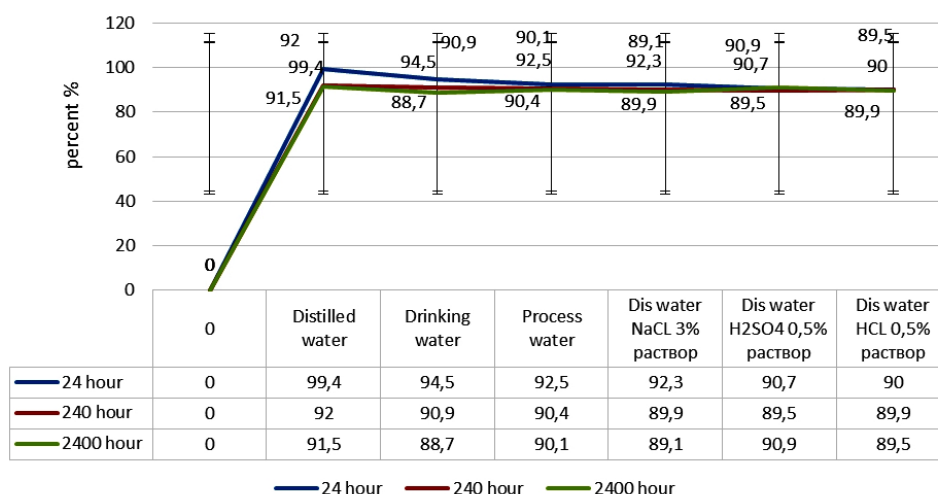 percent %
120
100
80
60
40
20
0
92
90,9
90,1
89,1
90,9
89,5
99,4
94,5
92,5
92,3
90,7
90
91,5
88,7
90,4
89,9
89,5
89,9
0
0
Distilled water
Drinking water
Process water
Dis water NaCL 3% раствор
Dis water H2SO4 0,5% раствор
Dis water HCL 0,5% раствор
24 hour 0 99,4 94,5 92,5 92,3 90,7 90
240 hour 0 92 90,9 90,4 89,9 89,5 89,9
2400 hour 0 91,5 88,7 90,1 89,1 90,9 89,5
24 hour 240 hour 2400 hour